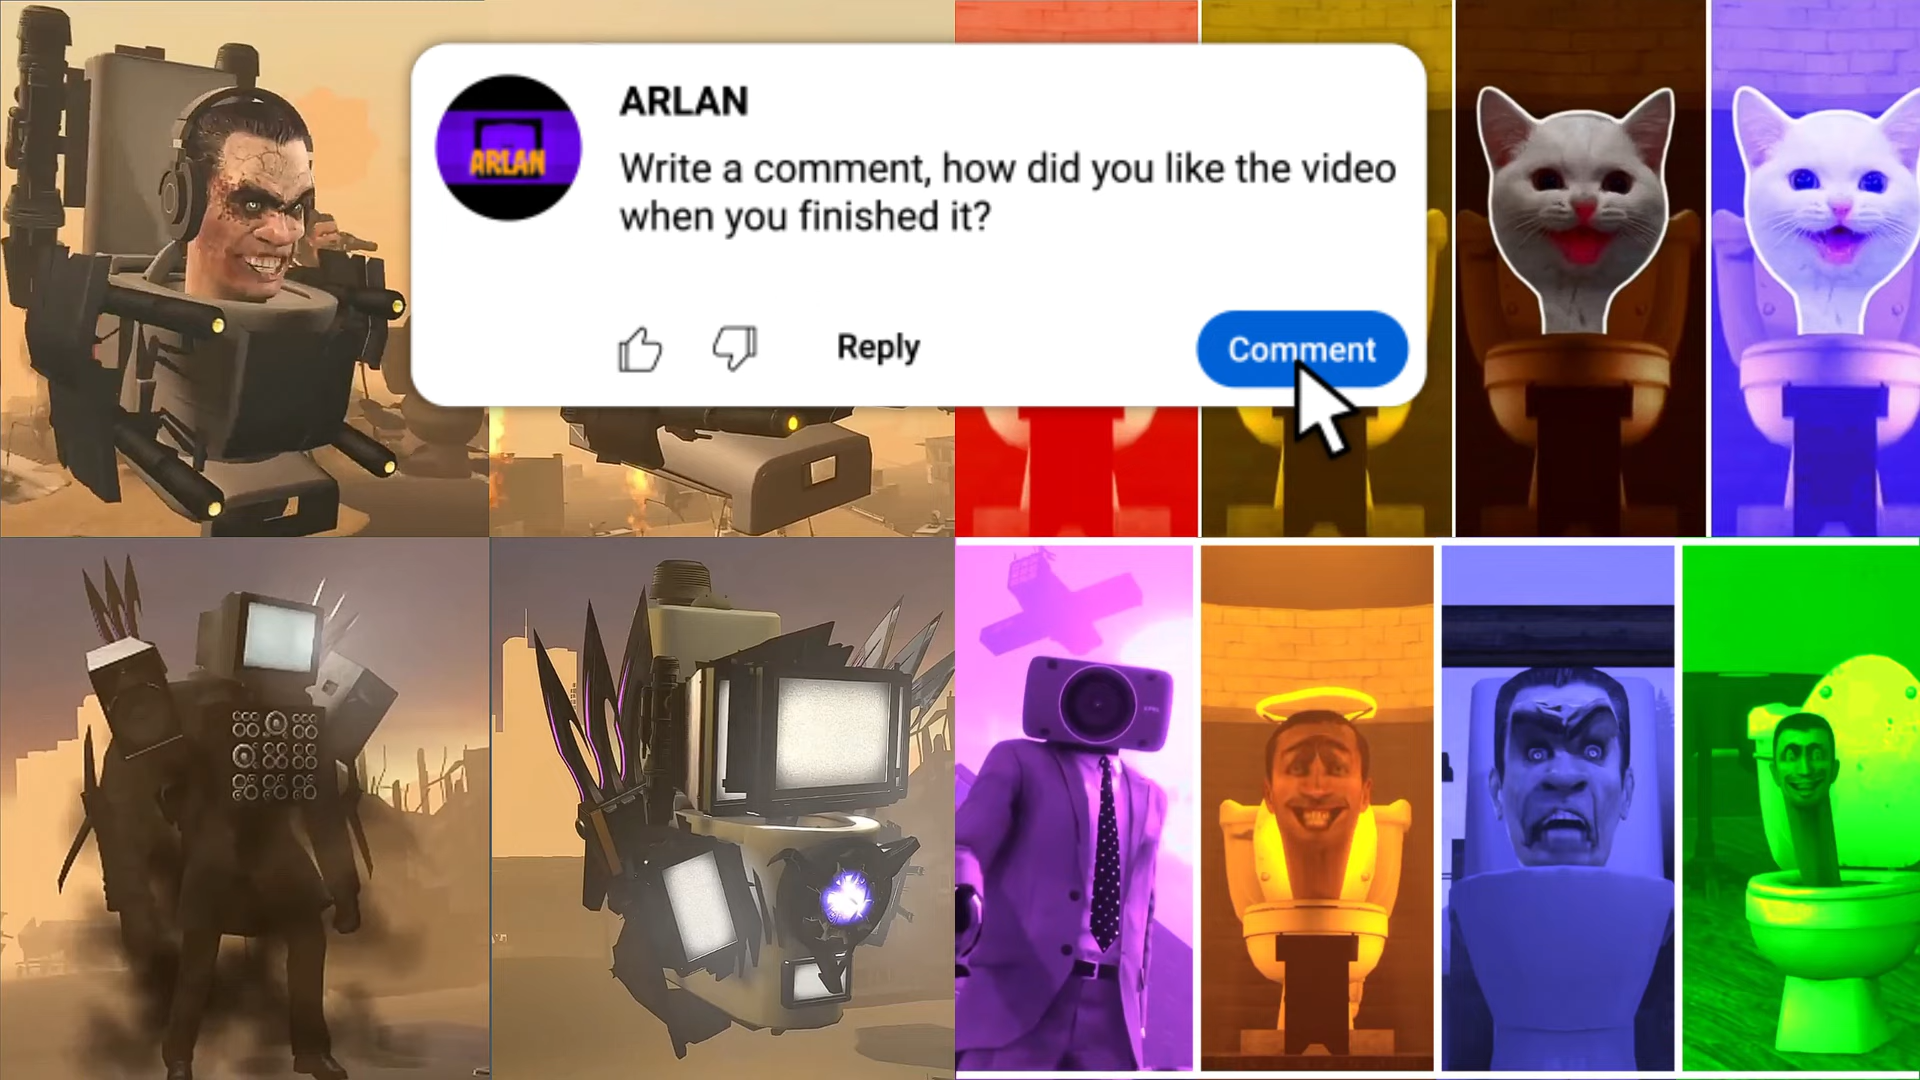 ARLAN
ARLAN
Write a comment, how did you like the video
when you finished it?
Reply
Comment